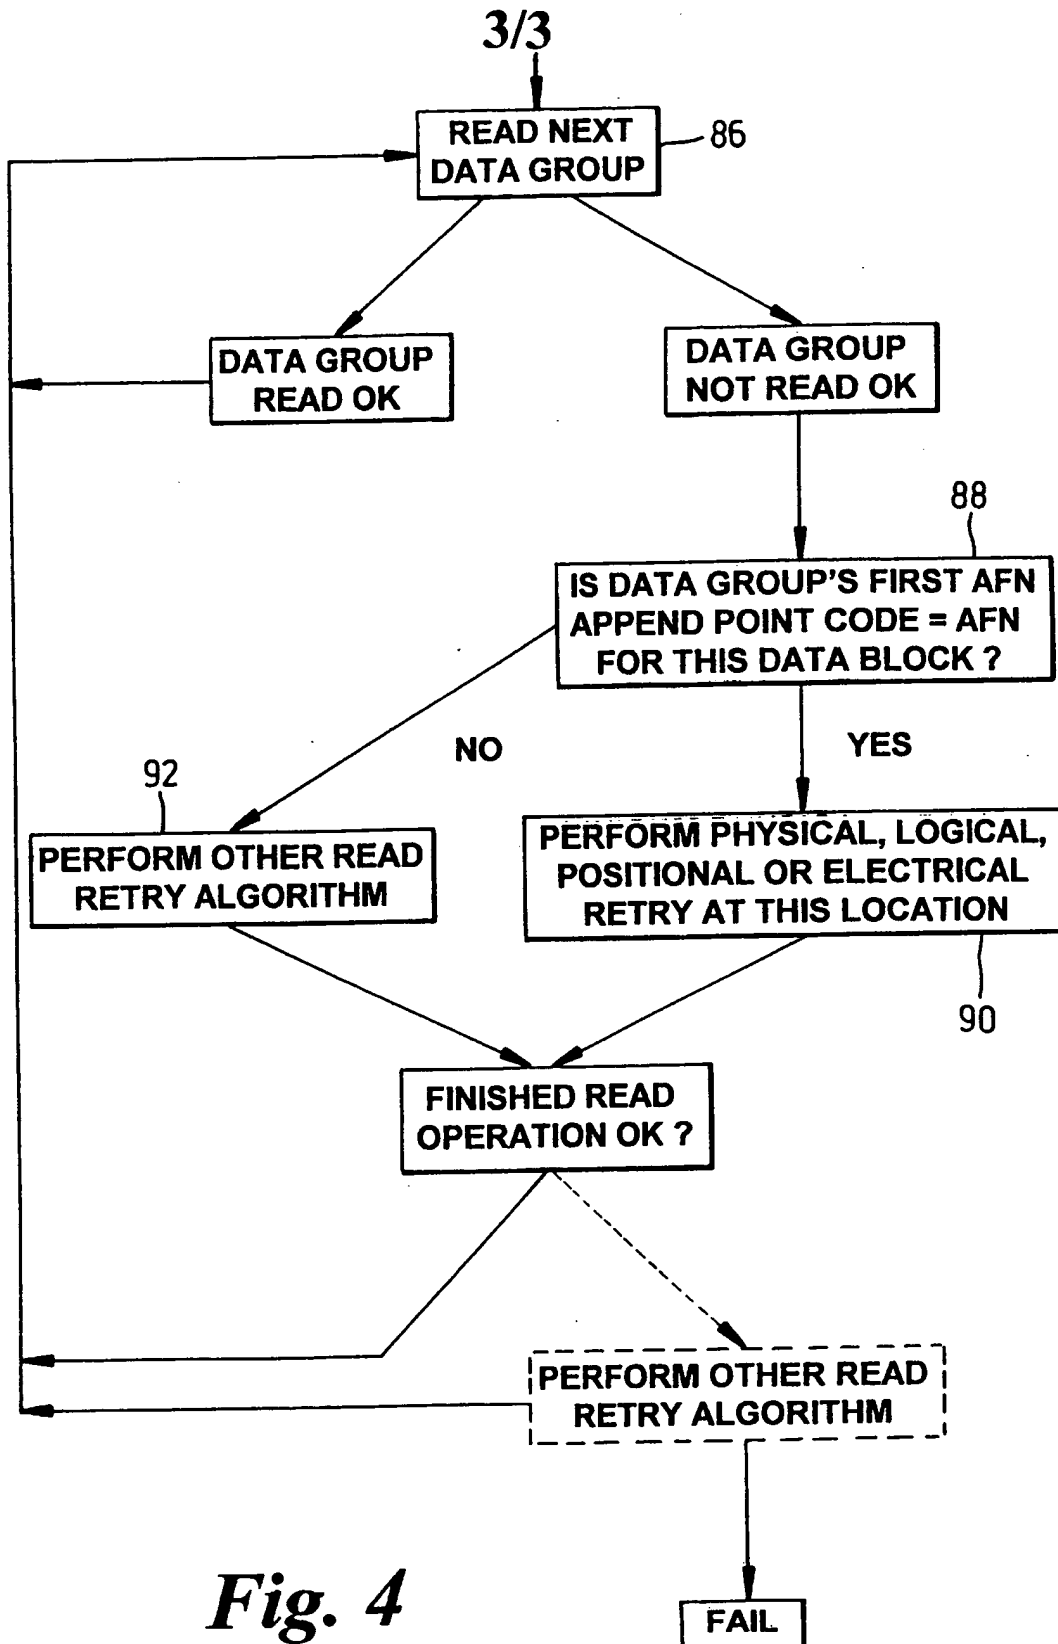 3/3
READ NEXT
DATA GROUP
86
DATA GROUP
READ OK
DATA GROUP
NOT READ OK
88
IS DATA GROUP'S FIRST AFN
APPEND POINT CODE = AFN
FOR THIS DATA BLOCK ?
NO
YES
92
PERFORM OTHER READ
RETRY ALGORITHM
PERFORM PHYSICAL, LOGICAL,
POSITIONAL OR ELECTRICAL
RETRY AT THIS LOCATION
90
FINISHED READ
OPERATION OK ?
PERFORM OTHER READ
RETRY ALGORITHM
FAIL
Fig. 4